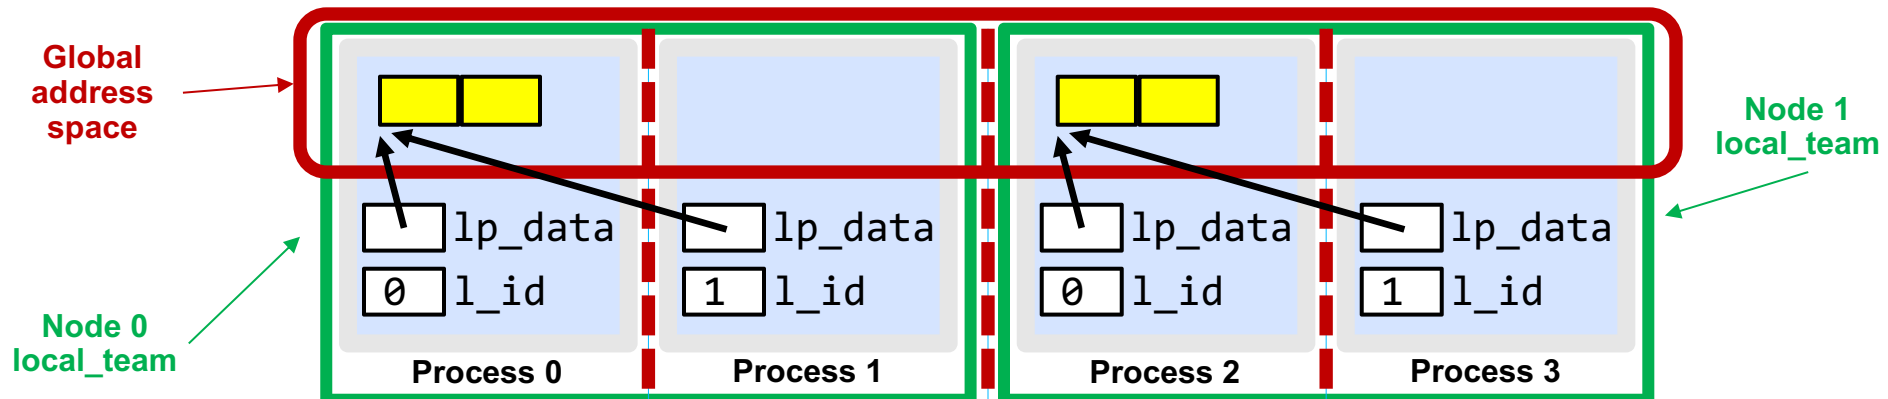 Global
address
space
Node 1
local_team
lp_data
lp_data
lp_data
lp_data
0 l_id
1 l_id
0 l_id
1 l_id
Node 0
local_team
Process 0
Process 1
Process 2
Process 3